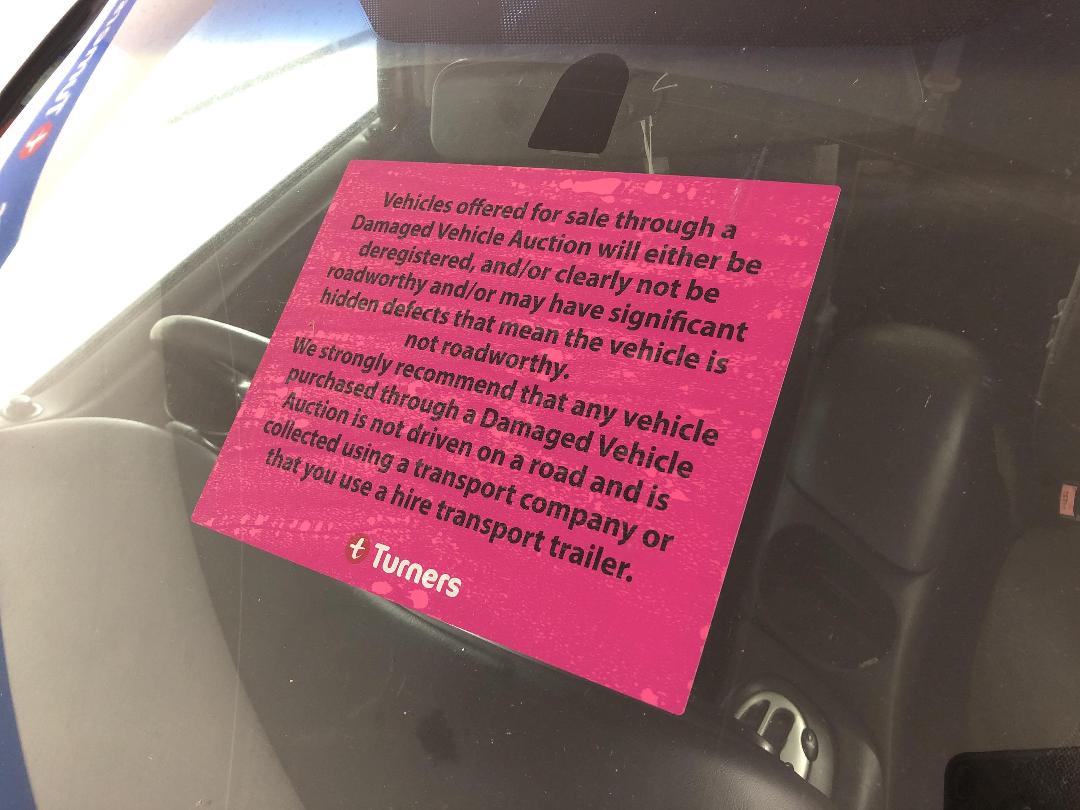 Vehicles offered for sale through a
Damaged Vehicle Auction will either be
deregistered, and/or clearly not be
roadworthy and/or may have significant
hidden defects that mean the vehicle is
not roadworthy.
We strongly recommend that any vehicle
purchased through a Damaged Vehicle
Auction is not driven on a road and is
collected using a transport company or
that you use a hire transport trailer.
t Turners